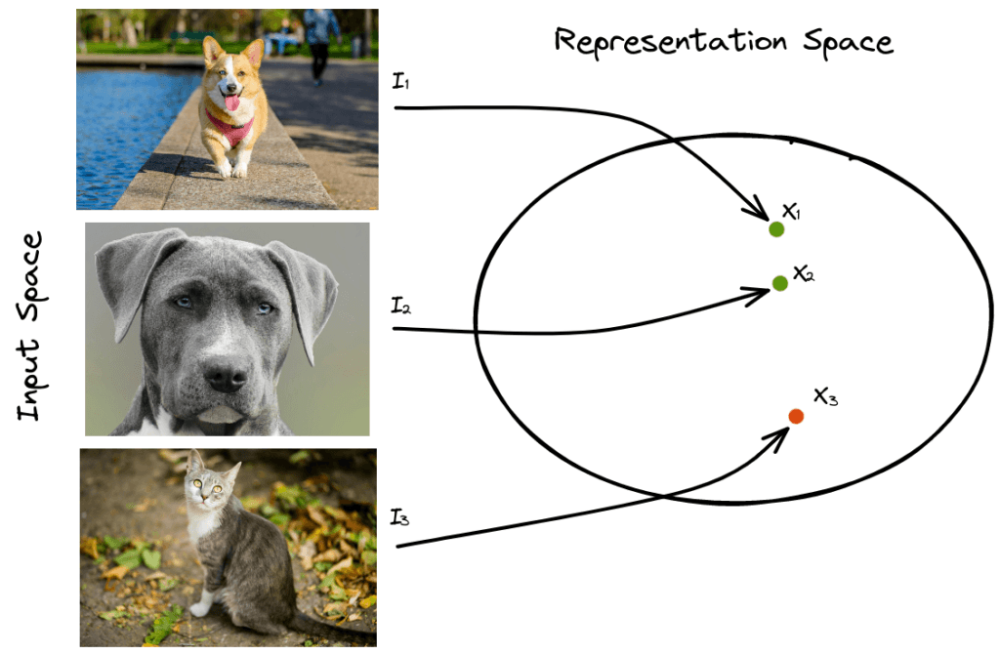 Representation Space
Input Space
I₁
X₁
I₂
X₂
I₃
X₃